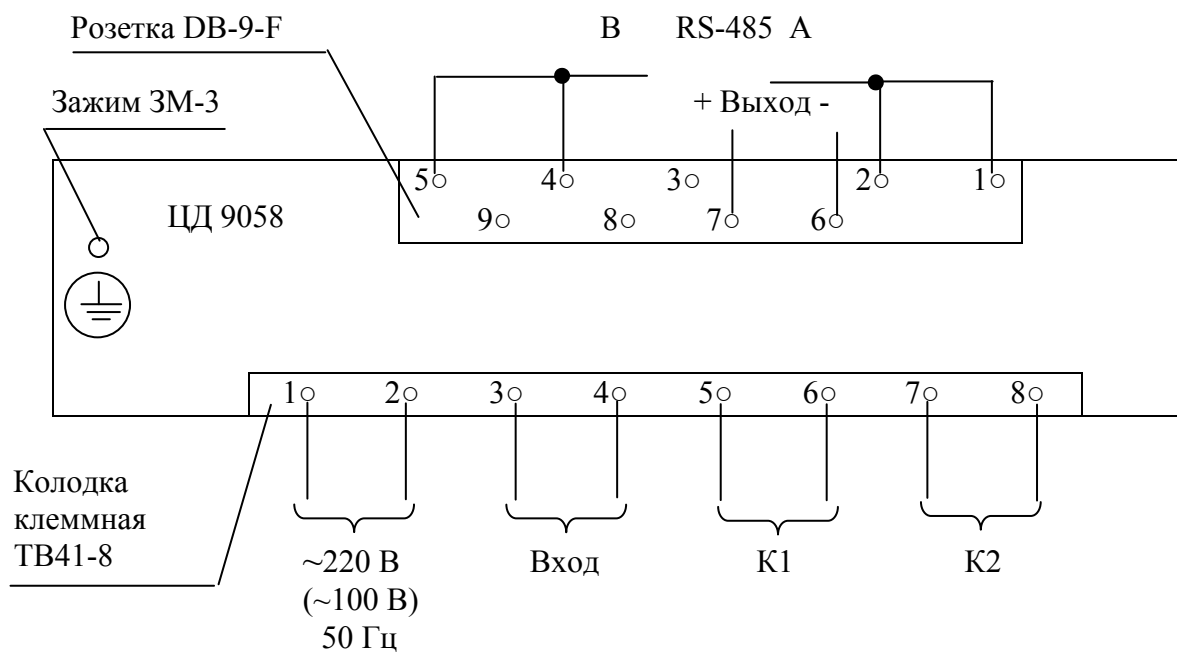 Розетка DB-9-F
В RS-485 А
Зажим ЗМ-3
+ Выход -
5 4 3 2 1
ЦД 9058
9 8 7 6
1 2 3 4 5 6 7 8
Колодка
клеммная
ТВ41-8
~220 В
(~100 В)
50 Гц
Вход
К1
К2